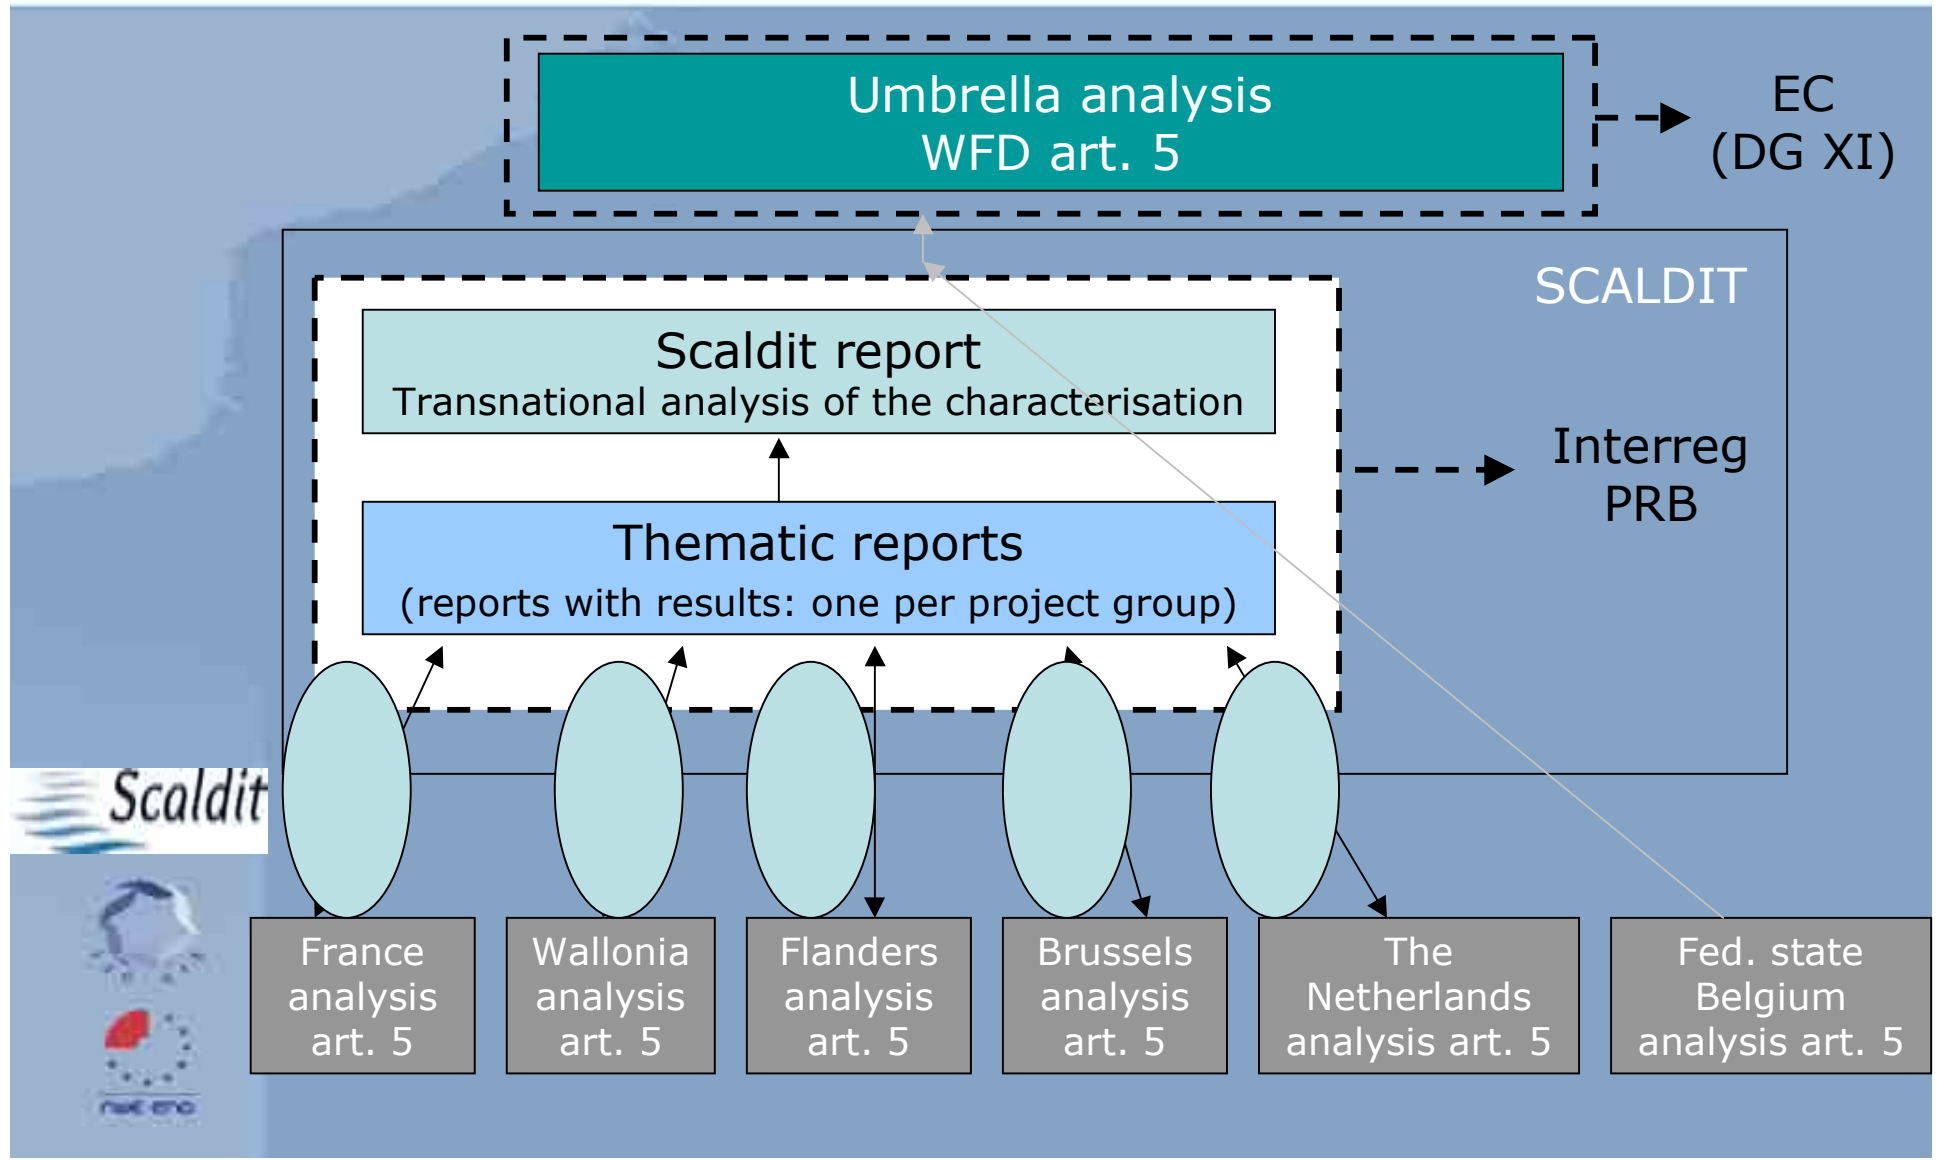 Umbrella analysis
WFD art. 5
EC
(DG XI)
SCALDIT
Scaldit report
Transnational analysis of the characterisation
Interreg
PRB
Thematic reports
(reports with results: one per project group)
Scaldit
France
analysis
art. 5
Wallonia
analysis
art. 5
Flanders
analysis
art. 5
Brussels
analysis
art. 5
The
Netherlands
analysis art. 5
Fed. state
Belgium
analysis art. 5